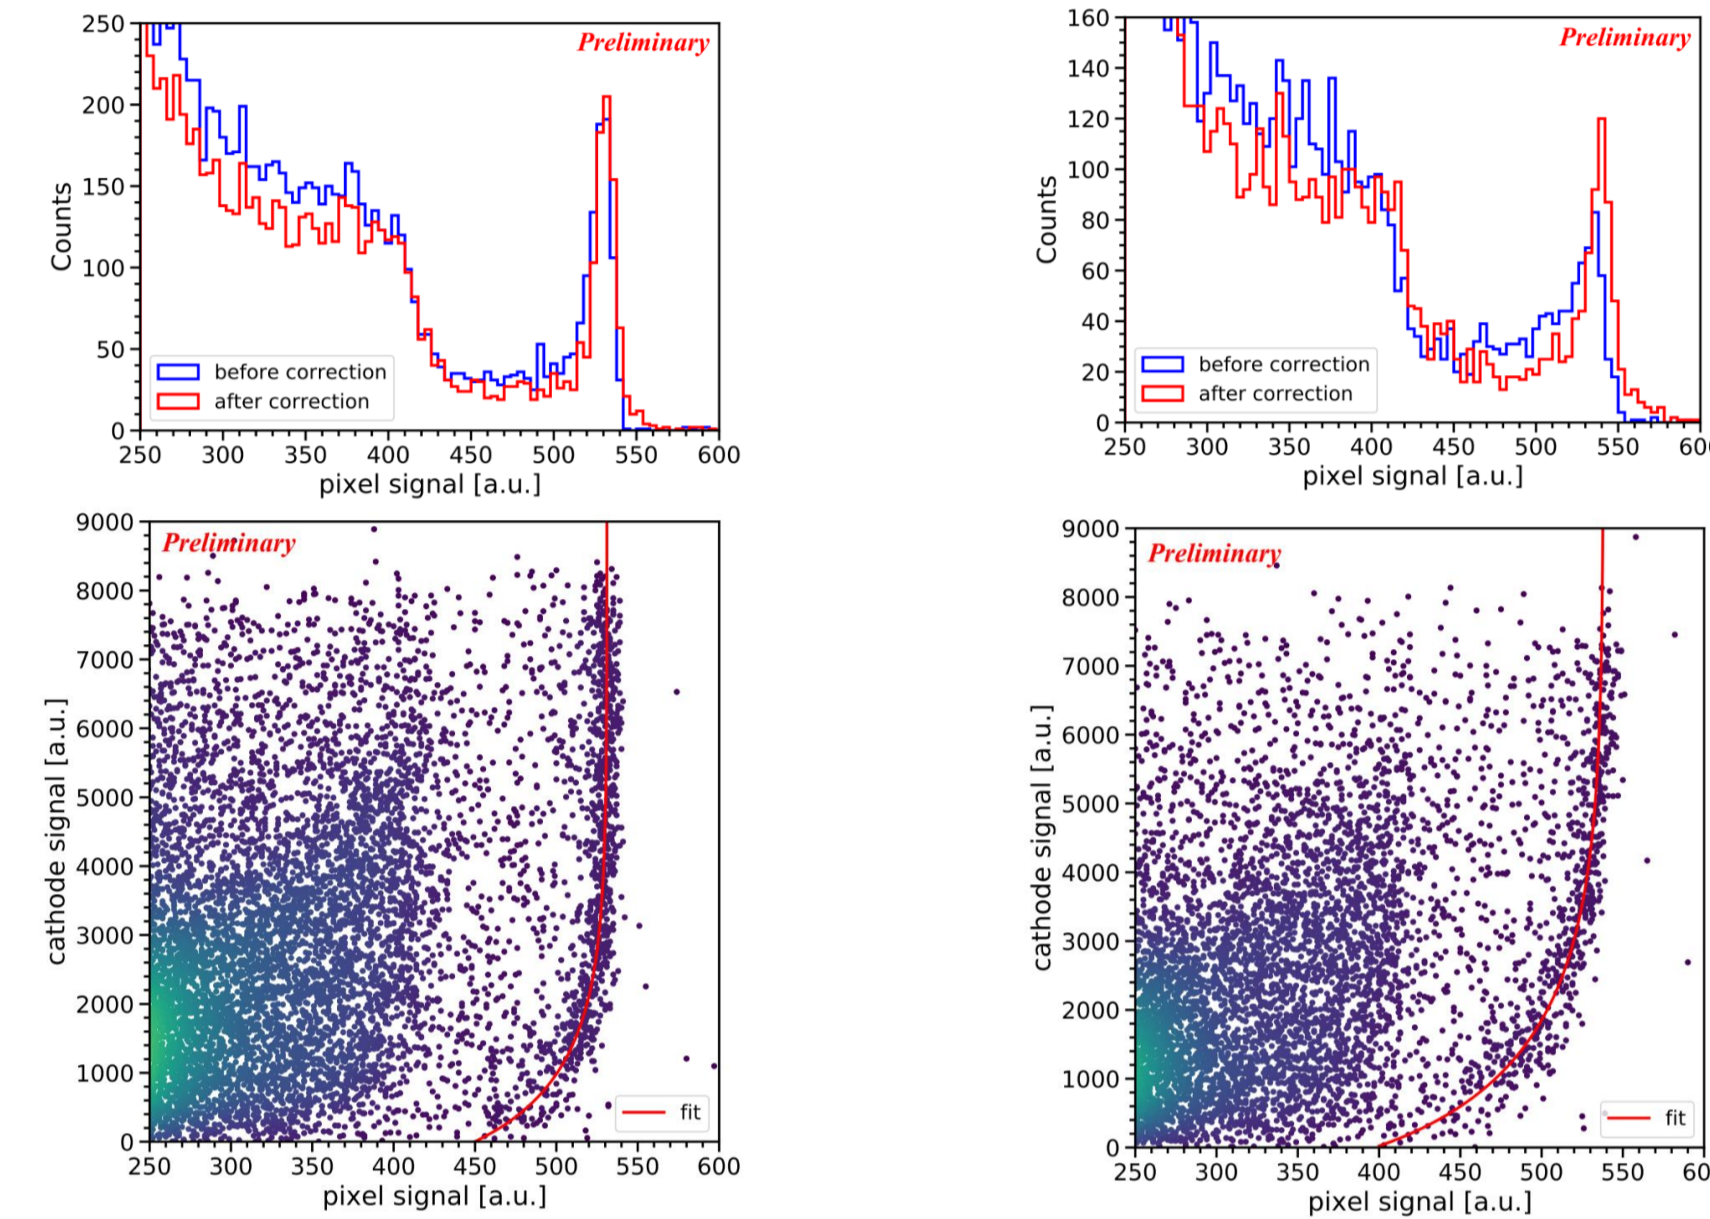 Preliminary
250
200
150
100
50
0
Counts
before correction
after correction
250 300 350 400 450 500 550 600
pixel signal [a.u.]
Preliminary
160
140
120
100
80
60
40
20
0
Counts
before correction
after correction
250 300 350 400 450 500 550 60
pixel signal [a.u.]
Preliminary
9000
8000
7000
6000
5000
4000
3000
2000
1000
0
cathode signal [a.u.]
fit
250 300 350 400 450 500 550 600
pixel signal [a.u.]
Preliminary
9000
8000
7000
6000
5000
4000
3000
2000
1000
0
cathode signal [a.u.]
fit
250 300 350 400 450 500 550 60
pixel signal [a.u.]